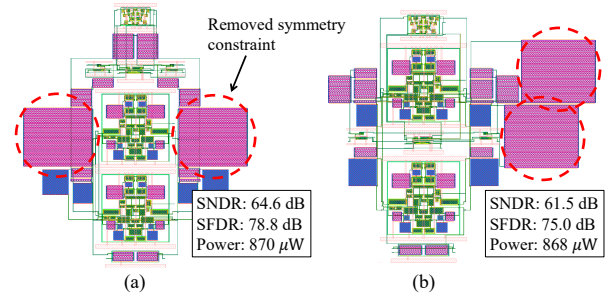 Removed symmetry
constraint
SNDR: 64.6 dB
SFDR: 78.8 dB
Power: 870 μW
(a)
SNDR: 61.5 dB
SFDR: 75.0 dB
Power: 868 μW
(b)